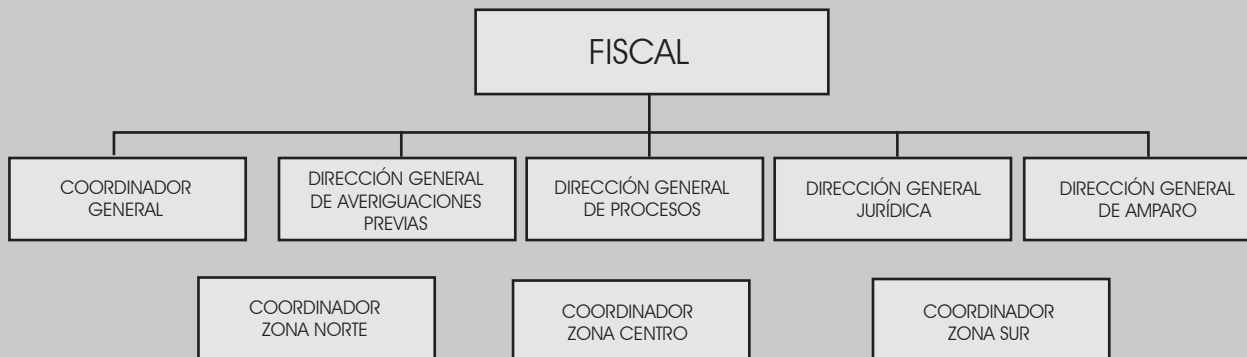 FISCAL
COORDINADOR
GENERAL
DIRECCIÓN GENERAL
DE AVERIGUACIONES
PREVIAS
DIRECCIÓN GENERAL
DE PROCESOS
DIRECCIÓN GENERAL
JURÍDICA
DIRECCIÓN GENERAL
DE AMPARO
COORDINADOR
ZONA NORTE
COORDINADOR
ZONA CENTRO
COORDINADOR
ZONA SUR